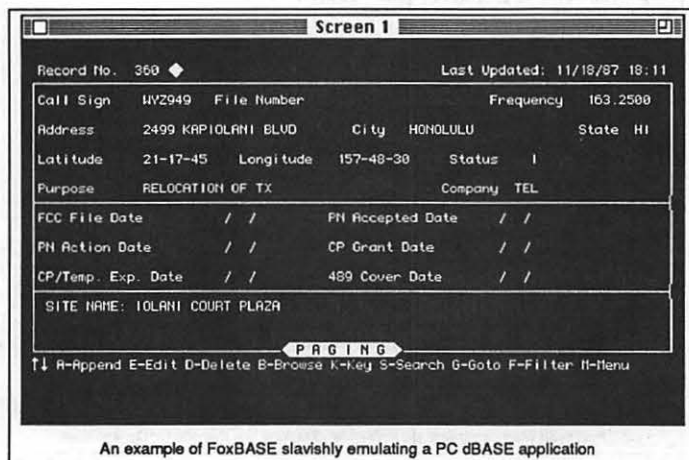 Screen 1
Record No. 360 Last Updated: 11/18/87 18:11
Call Sign WYZ949 File Number Frequency 163.2500
Address 2499 KAPIOLANI BLVD City HONOLULU State HI
Latitude 21-17-45 Longitude 157-48-30 Status I
Purpose RELOCATION OF TX Company TEL
FCC File Date / / PN Accepted Date / /
PN Action Date / / CP Grant Date / /
CP/Temp. Exp. Date / / 489 Cover Date / /
SITE NAME: IOLANI COURT PLAZA
PAGING
↑↓ A-Append E-Edit D-Delete B-Browse K-Key S-Search G-Goto F-Filter M-Menu
An example of FoxBASE slavishly emulating a PC dBASE application